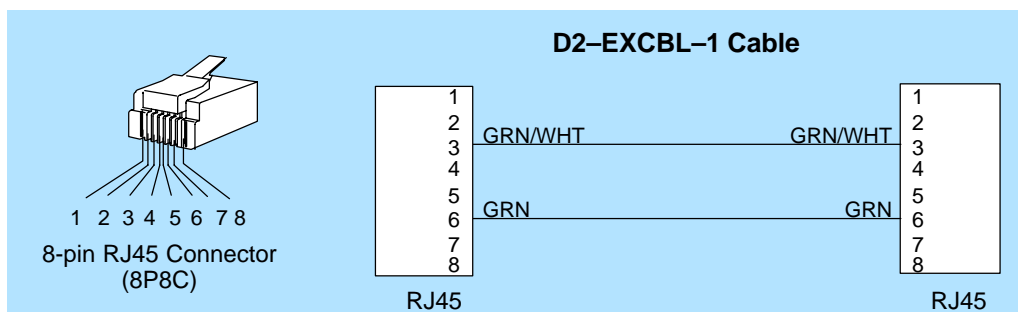 D2–EXCBL–1 Cable
1 2 3 4 5 6 7 8
8-pin RJ45 Connector
(8P8C)
1
2
GRN/WHT
3
4
5
GRN
6
7
8
RJ45
1
2
GRN/WHT
3
4
5
GRN
6
7
8
RJ45